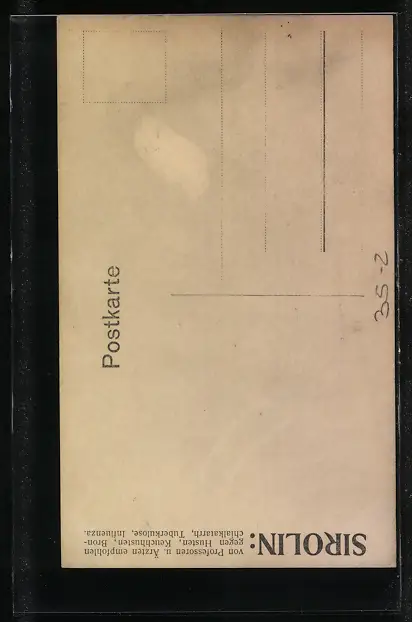 Postkarte
SIROLIN:
von Professoren u. Ärzten empfohlen
gegen Husten, Keuchhusten, Bron-
chialkatarrh, Tuberkulose, Influenza.
35-2